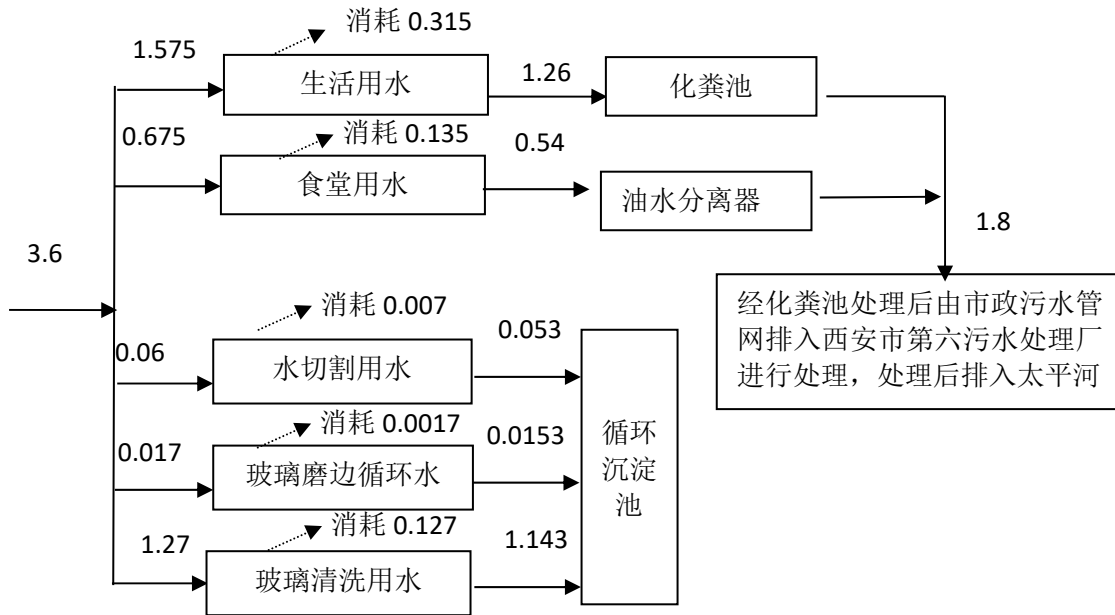 消耗 0.315
1.575
生活用水
1.26
化粪池
0.675
消耗 0.135
0.54
食堂用水
油水分离器
3.6
1.8
经化粪池处理后由市政污水管
网排入西安市第六污水处理厂
进行处理，处理后排入太平河
消耗 0.007
0.053
0.06
水切割用水
消耗 0.0017
0.0153
0.017
玻璃磨边循环水
循环
沉淀
池
消耗 0.127
1.143
1.27
玻璃清洗用水